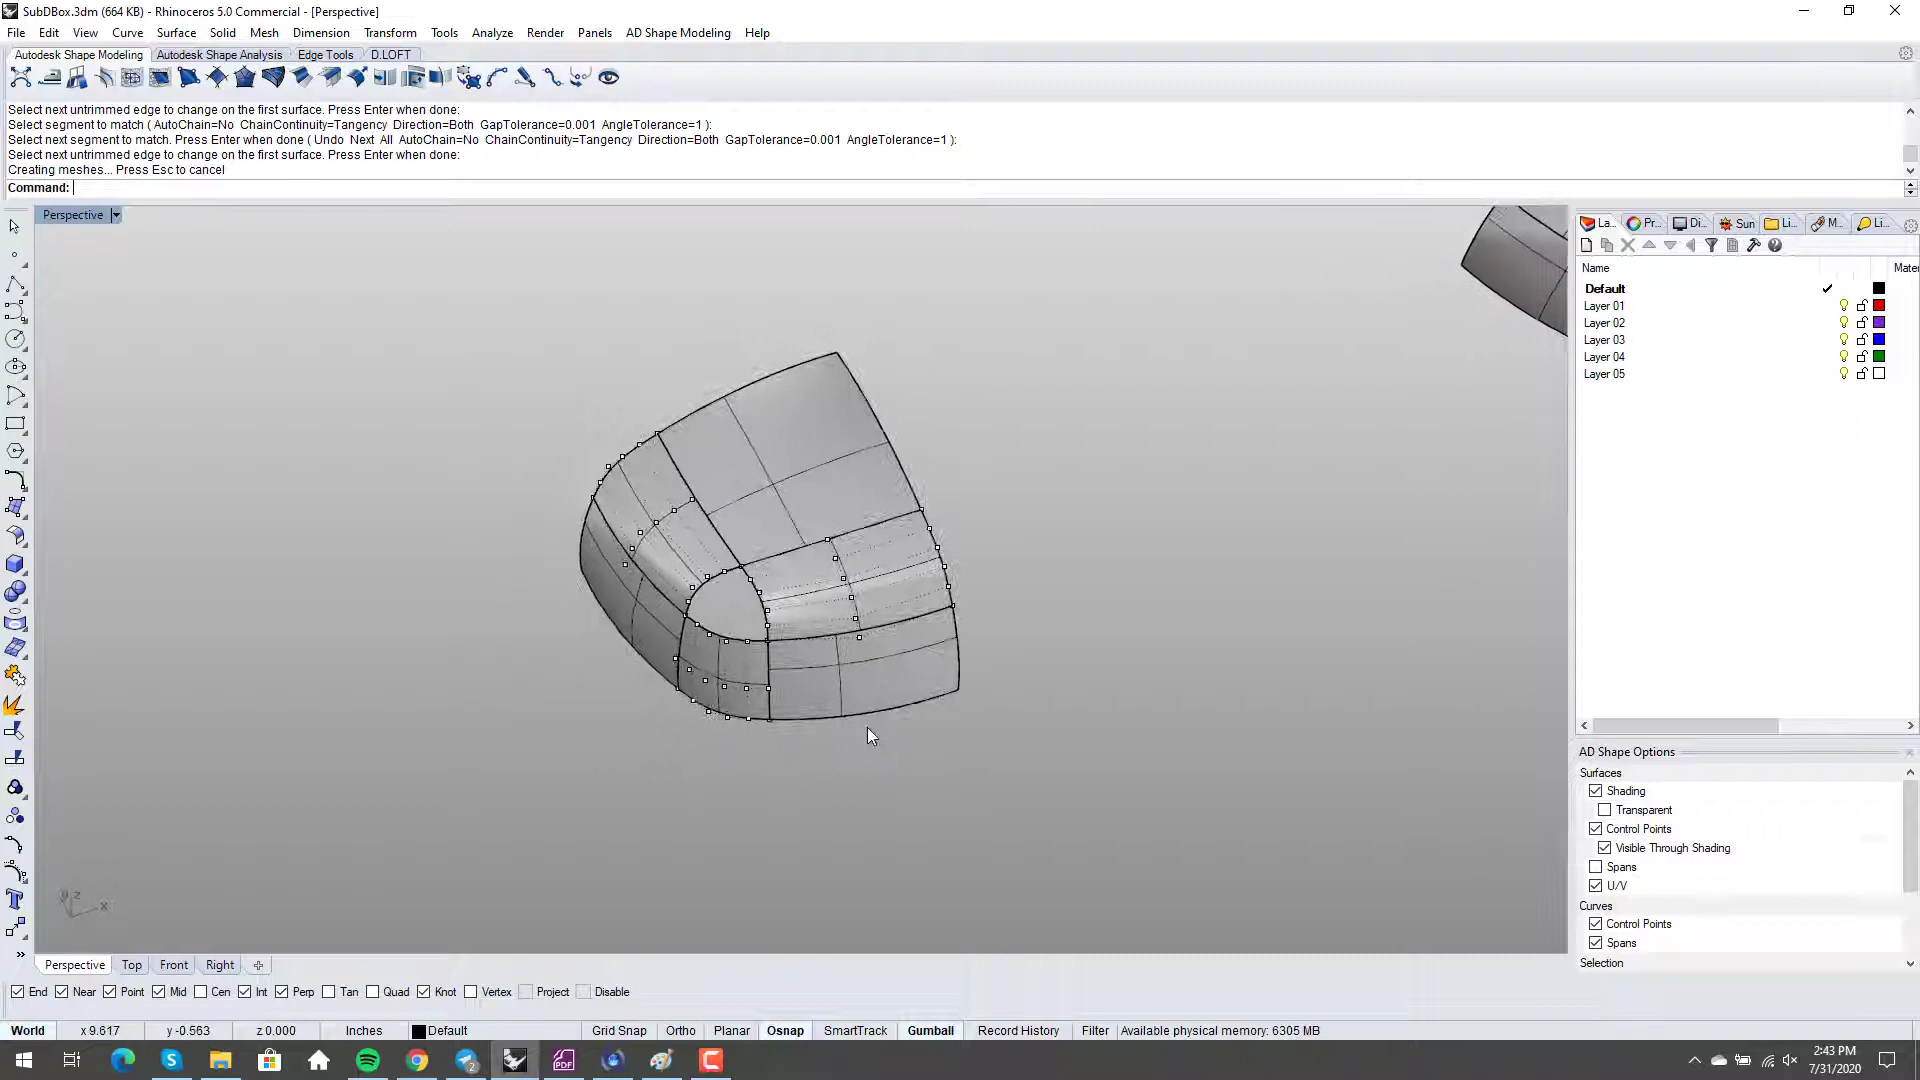 SubDBox.3dm (664 KB) - Rhinoceros 5.0 Commercial - [Perspective]
File Edit View Curve Surface Solid Mesh Dimension Transform Tools Analyze Render Panels AD Shape Modeling Help
Autodesk Shape Modeling Autodesk Shape Analysis Edge Tools D.LOFT
Select next untrimmed edge to change on the first surface. Press Enter when done:
Select segment to match ( AutoChain=No ChainContinuity=Tangency Direction=Both GapTolerance=0.001 AngleTolerance=1 ):
Select next segment to match. Press Enter when done ( Undo Next All AutoChain=No ChainContinuity=Tangency Direction=Both GapTolerance=0.001 AngleTolerance=1 ):
Select next untrimmed edge to change on the first surface. Press Enter when done:
Creating meshes... Press Esc to cancel
Command:
Perspective
La... Pr... Di... Sun Li... M... Li...
Name Mater
Default
Layer 01
Layer 02
Layer 03
Layer 04
Layer 05
AD Shape Options
Surfaces
Shading
Transparent
Control Points
Visible Through Shading
Spans
U/V
Curves
Control Points
Spans
Selection
z x
Perspective Top Front Right
End Near Point Mid Cen Int Perp Tan Quad Knot Vertex Project Disable
World x 9.617 y -0.563 z 0.000 Inches Default Grid Snap Ortho Planar Osnap SmartTrack Gumball Record History Filter Available physical memory: 6305 MB
2
PDF
2:43 PM
7/31/2020